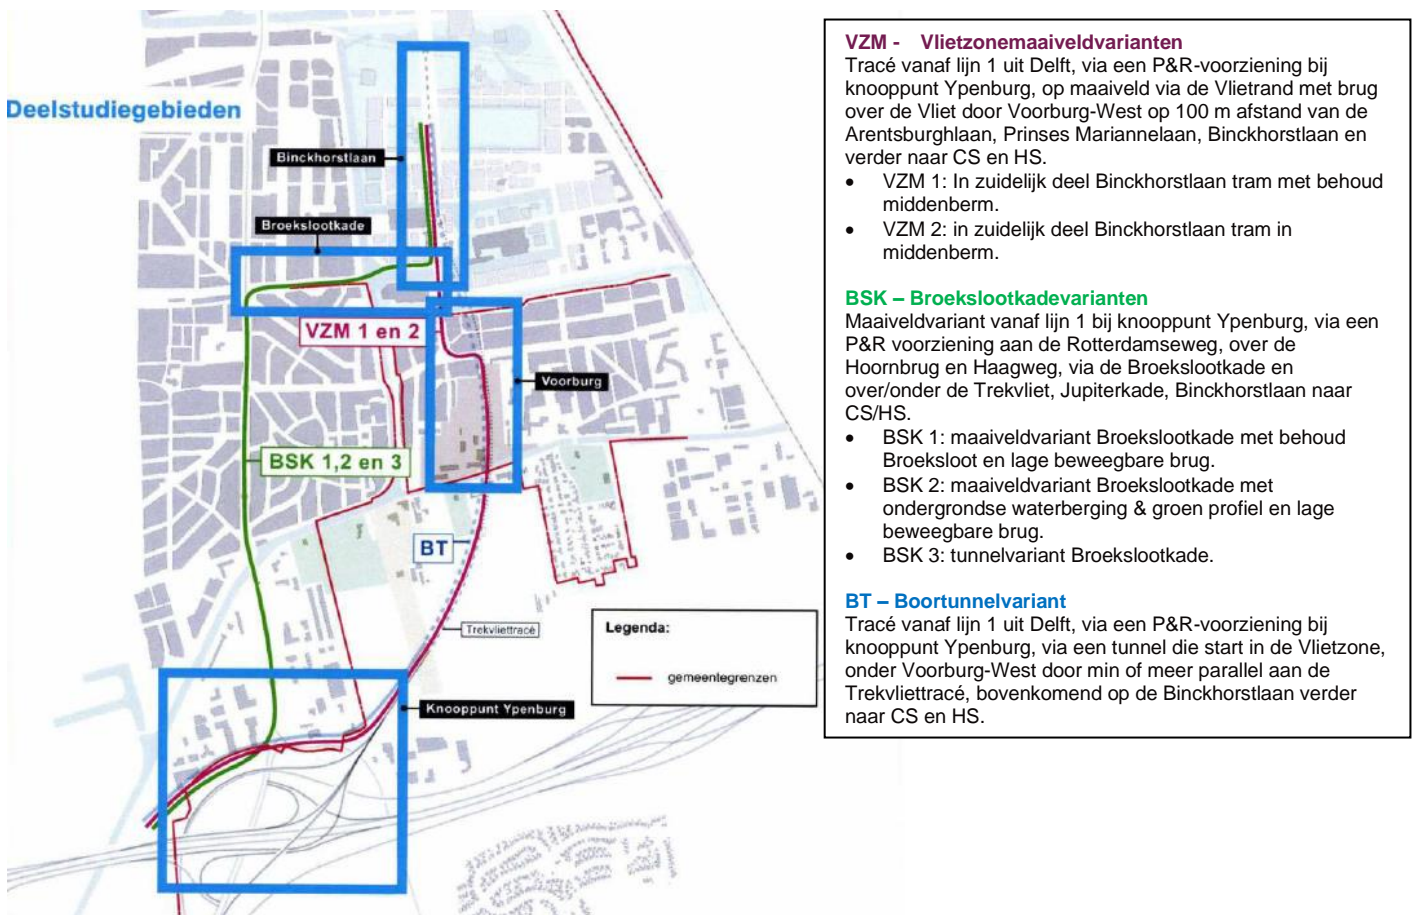 Deelstudiegebieden
Binckhorstlaan
Broekslootkade
VZM 1 en 2
Voorburg
BSK 1,2 en 3
BT
Trekvliettracé
Legenda:
gemeentegrenzen
Knooppunt Ypenburg
VZM - Vlietzonemaaiveldvarianten
Tracé vanaf lijn 1 uit Delft, via een P&R-voorziening bij
knooppunt Ypenburg, op maaiveld via de Vlietrand met brug
over de Vliet door Voorburg-West op 100 m afstand van de
Arentsburghlaan, Prinses Mariannelaan, Binckhorstlaan en
verder naar CS en HS.
• VZM 1: In zuidelijk deel Binckhorstlaan tram met behoud
middenberm.
• VZM 2: in zuidelijk deel Binckhorstlaan tram in
middenberm.
BSK – Broekslootkadevarianten
Maaiveldvariant vanaf lijn 1 bij knooppunt Ypenburg, via een
P&R voorziening aan de Rotterdamseweg, over de
Hoornbrug en Haagweg, via de Broekslootkade en
over/onder de Trekvliet, Jupiterkade, Binckhorstlaan naar
CS/HS.
• BSK 1: maaiveldvariant Broekslootkade met behoud
Broeksloot en lage beweegbare brug.
• BSK 2: maaiveldvariant Broekslootkade met
ondergrondse waterberging & groen profiel en lage
beweegbare brug.
• BSK 3: tunnelvariant Broekslootkade.
BT – Boortunnelvariant
Tracé vanaf lijn 1 uit Delft, via een P&R-voorziening bij
knooppunt Ypenburg, via een tunnel die start in de Vlietzone,
onder Voorburg-West door min of meer parallel aan de
Trekvliettracé, bovenkomend op de Binckhorstlaan verder
naar CS en HS.